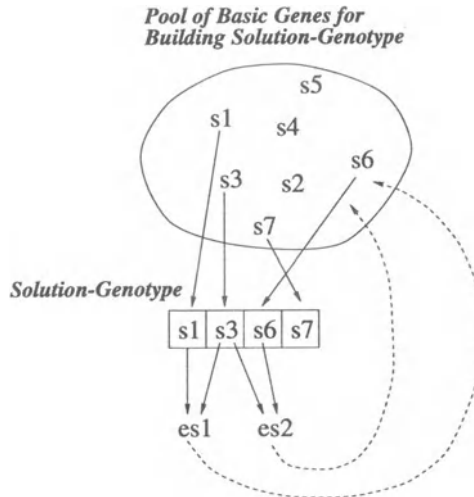 Pool of Basic Genes for
Building Solution-Genotype
s5
s1
s4
s6
s3
s2
s7
Solution-Genotype
s1 s3 s6 s7
es1 es2